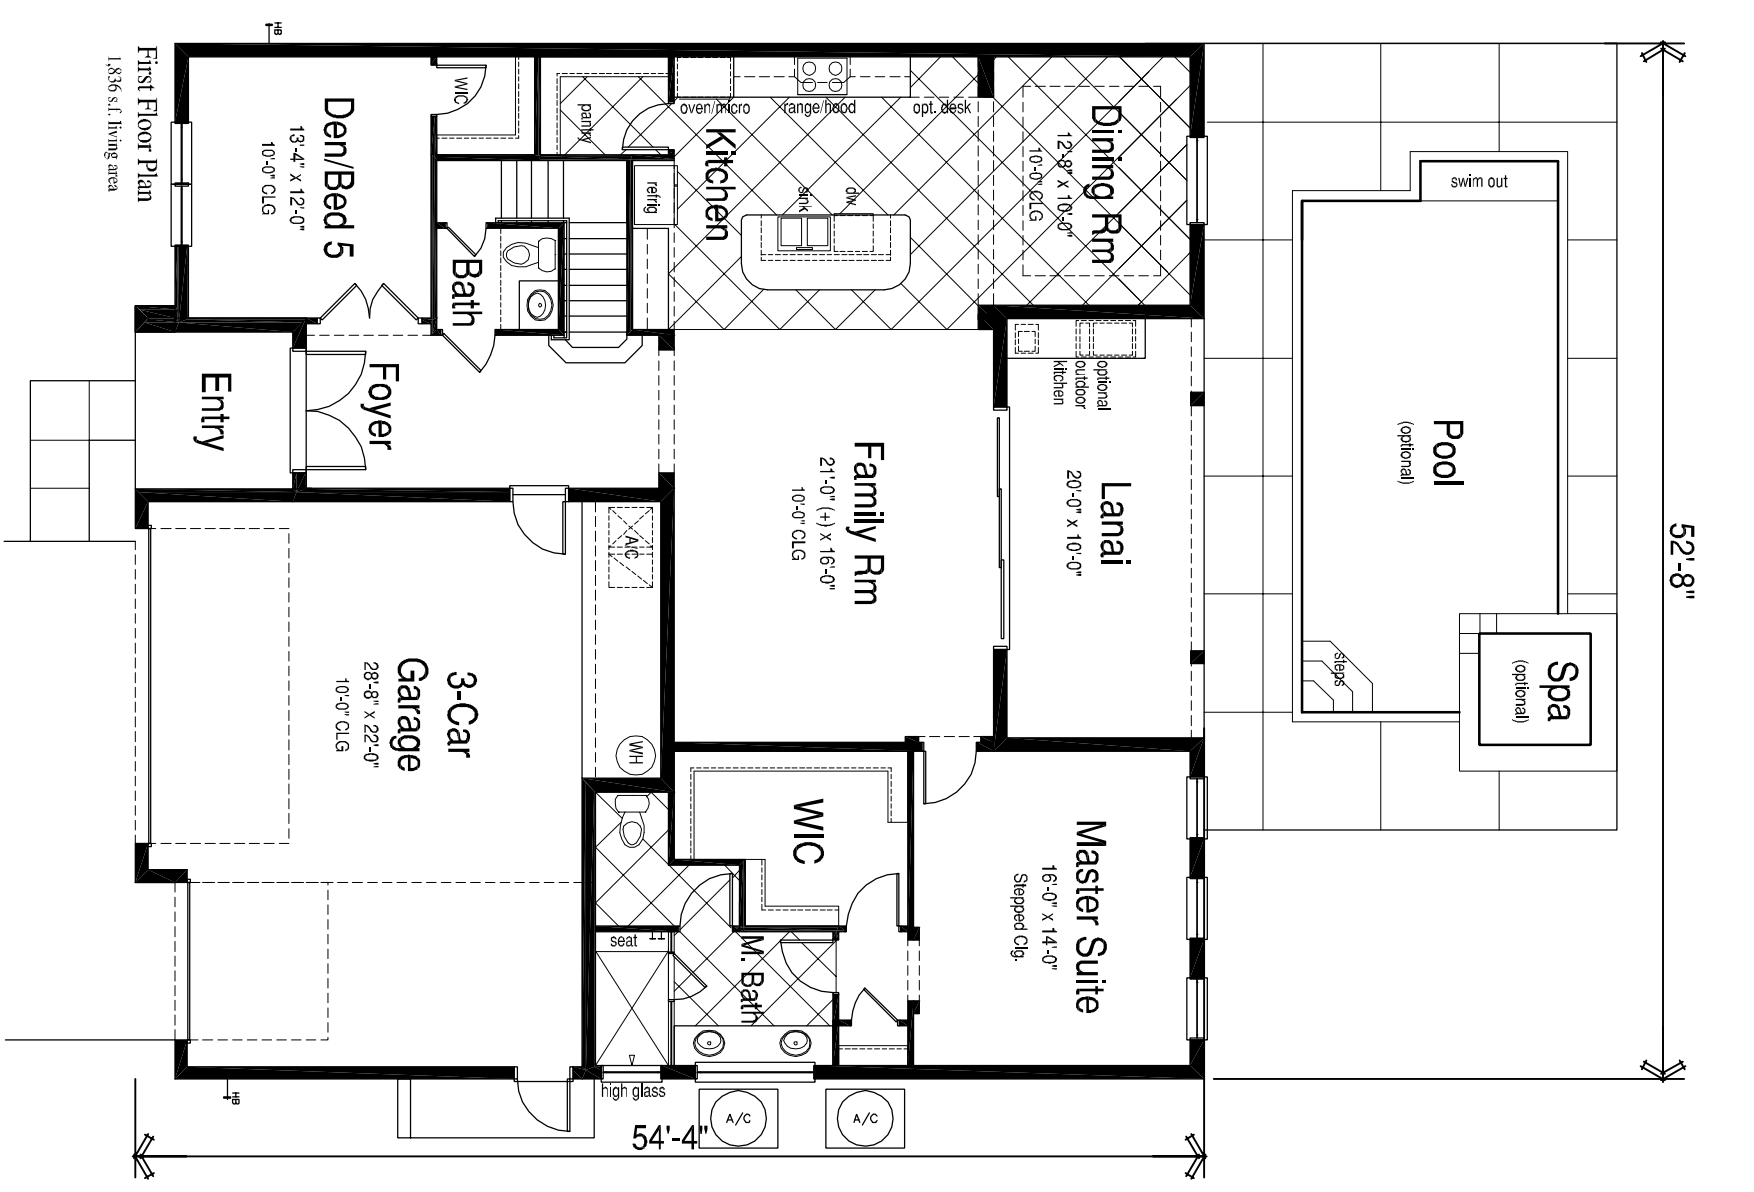 First Floor Plan
1,836 s.f. living area
HB
Den/Bed 5
13'-4" x 12'-0"
10'-0" CLG
WIC
pantry
oven/micro
range/hood
opt. desk
Kitchen
refrig
sink
dw
Dining Rm
12'-8" x 10'-0"
10'-0" CLG
Bath
Entry
Foyer
Family Rm
21'-0" (+) x 16'-0"
10'-0" CLG
optional
outdoor
kitchen
Lanai
20'-0" x 10'-0"
swim out
Pool
(optional)
steps
Spa
(optional)
52'-8"
A/C
3-Car
Garage
28'-8" x 22'-0"
10'-0" CLG
WH
WIC
Master Suite
16'-0" x 14'-0"
Stepped Clg.
seat
M. Bath
high glass
A/C
A/C
HB
54'-4"